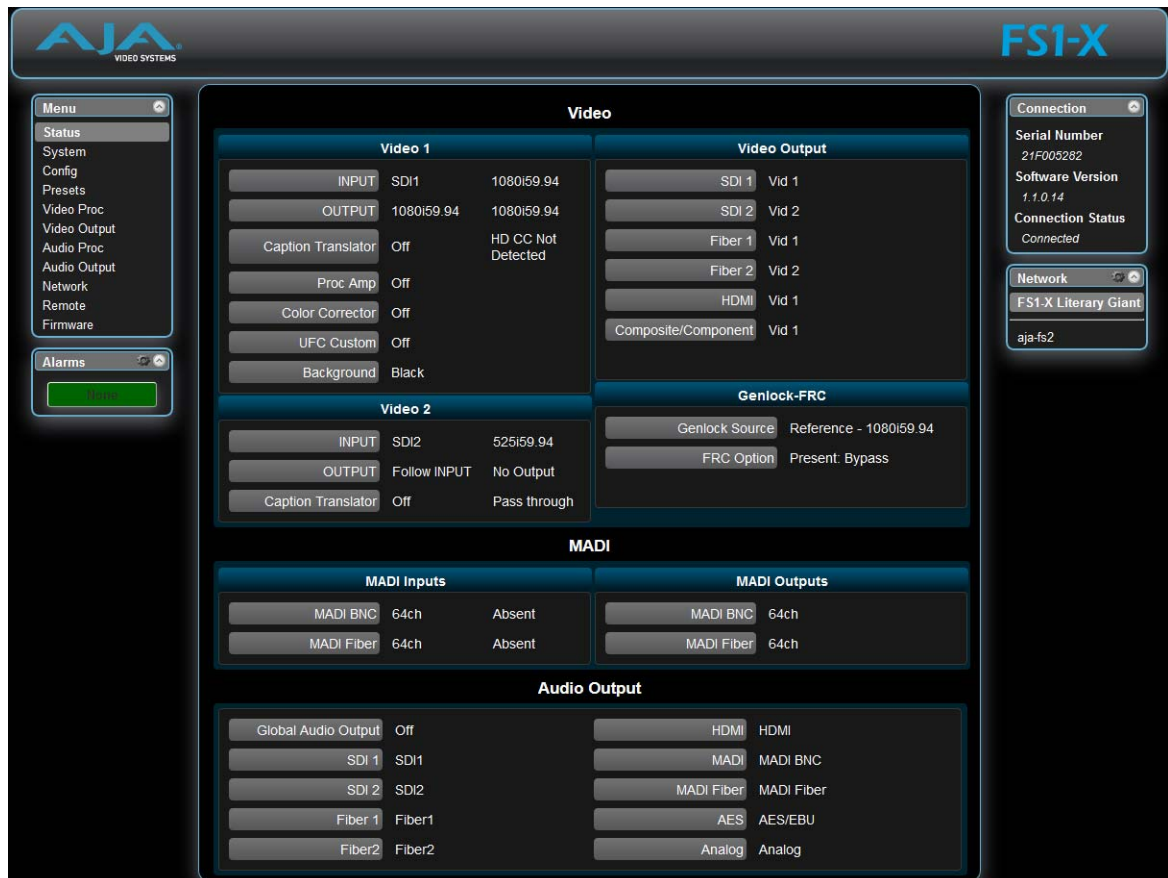 AJA
VIDEO SYSTEMS
FS1-X
Menu
Status
System
Config
Presets
Video Proc
Video Output
Audio Proc
Audio Output
Network
Remote
Firmware
Alarms
None
Video
Video 1
INPUT SDI1 1080i59.94
OUTPUT 1080i59.94 1080i59.94
Caption Translator Off HD CC Not
Detected
Proc Amp Off
Color Corrector Off
UFC Custom Off
Background Black
Video 2
INPUT SDI2 525i59.94
OUTPUT Follow INPUT No Output
Caption Translator Off Pass through
Video Output
SDI 1 Vid 1
SDI 2 Vid 2
Fiber 1 Vid 1
Fiber 2 Vid 2
HDMI Vid 1
Composite/Component Vid 1
Genlock-FRC
Genlock Source Reference - 1080i59.94
FRC Option Present: Bypass
MADI
MADI Inputs
MADI BNC 64ch Absent
MADI Fiber 64ch Absent
MADI Outputs
MADI BNC 64ch
MADI Fiber 64ch
Audio Output
Global Audio Output Off
SDI 1 SDI1
SDI 2 SDI2
Fiber 1 Fiber1
Fiber2 Fiber2
HDMI HDMI
MADI MADI BNC
MADI Fiber MADI Fiber
AES AES/EBU
Analog Analog
Connection
Serial Number
21F005282
Software Version
1.1.0.14
Connection Status
Connected
Network
FS1-X Literary Giant
aja-fs2